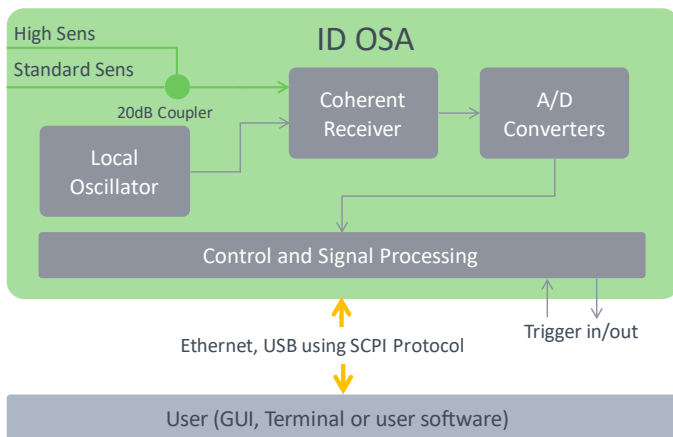 High Sens
ID OSA
Standard Sens
20dB Coupler
Coherent
Receiver
A/D
Converters
Local
Oscillator
Control and Signal Processing
Trigger in/out
Ethernet, USB using SCPI Protocol
User (GUI, Terminal or user software)